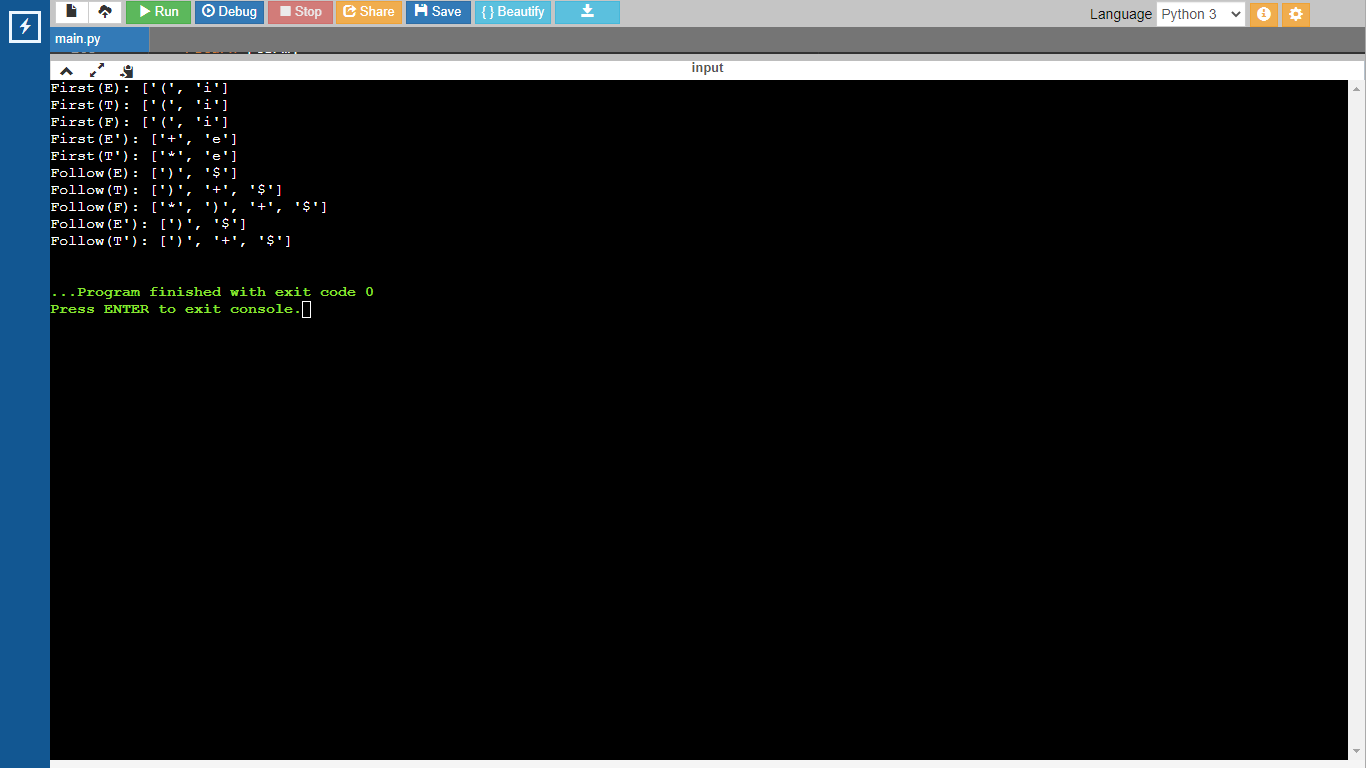 Run Debug Stop Share Save { } Beautify Language Python 3
main.py
input
First(E): ['(', 'i']
First(T): ['(', 'i']
First(F): ['(', 'i']
First(E'): ['+', 'e']
First(T'): ['*', 'e']
Follow(E): [')', '$']
Follow(T): [')', '+', '$']
Follow(F): ['*', ')', '+', '$']
Follow(E'): [')', '$']
Follow(T'): [')', '+', '$']
...Program finished with exit code 0
Press ENTER to exit console.